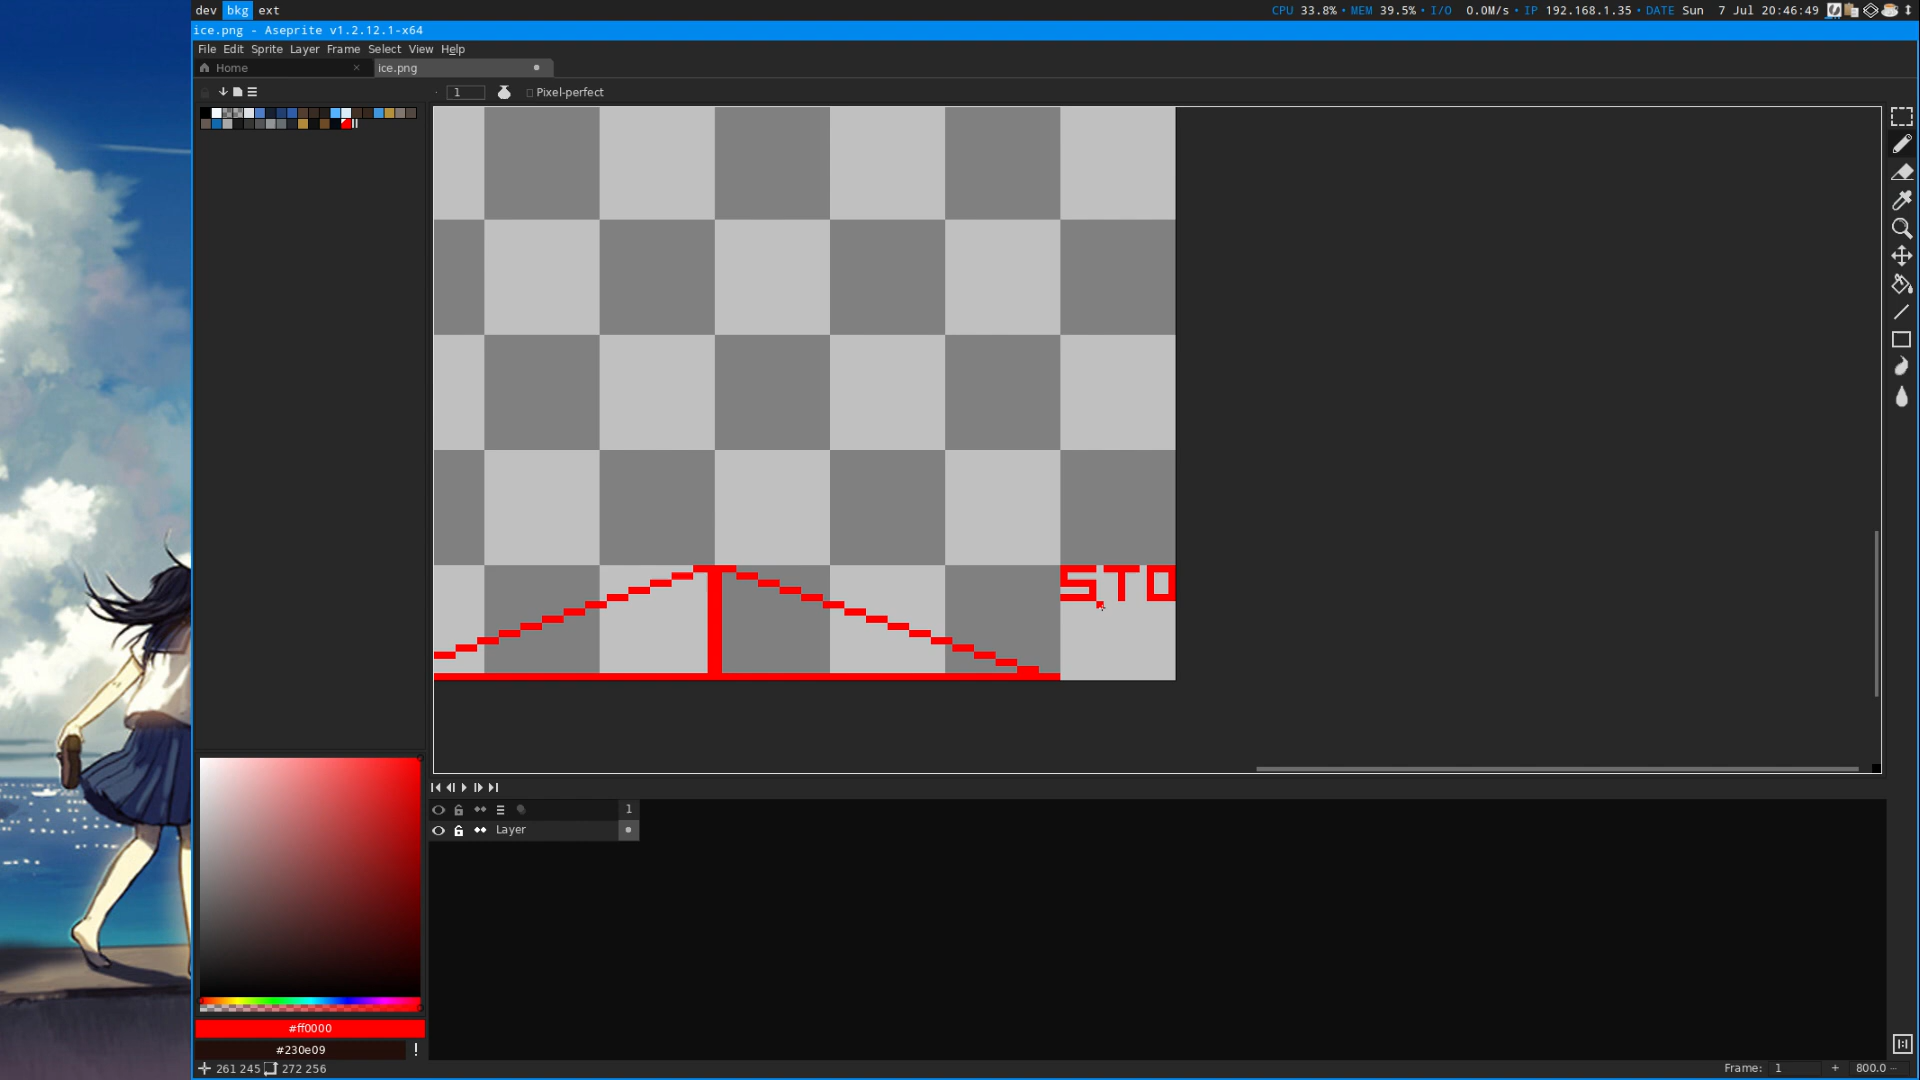 dev bkg ext
CPU 33.8% • MEM 39.5% • I/O 0.0M/s • IP 192.168.1.35 • DATE Sun 7 Jul 20:46:49
ice.png - Aseprite v1.2.12.1-x64
File Edit Sprite Layer Frame Select View Help
Home
ice.png
1
Pixel-perfect
STO
1
Layer
#ff0000
#230e09 !
261 245 272 256
Frame: 1 + 800.0
1:1